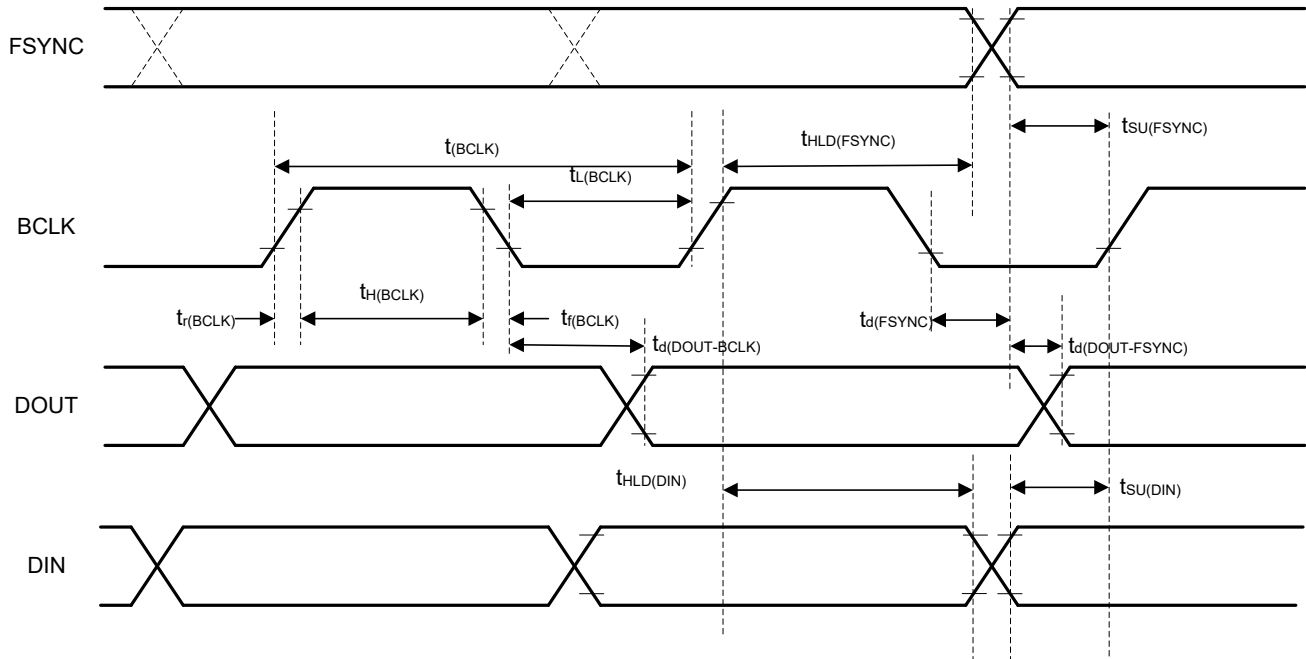 FSYNC
tSU(FSYNC)
t(BCLK)
tHLD(FSYNC)
tL(BCLK)
BCLK
tr(BCLK)
tH(BCLK)
tf(BCLK)
td(FSYNC)
td(DOUT-BCLK)
td(DOUT-FSYNC)
DOUT
tHLD(DIN)
tSU(DIN)
DIN